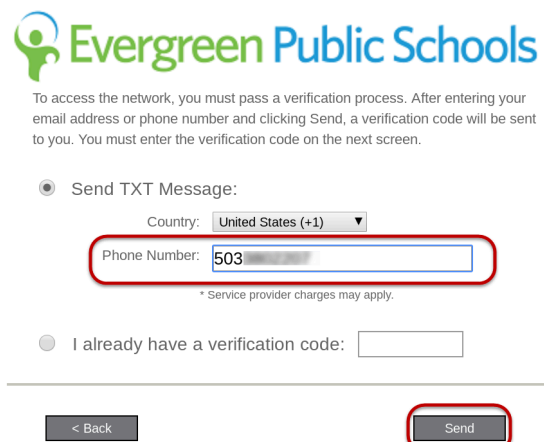 Evergreen Public Schools
To access the network, you must pass a verification process. After entering your
email address or phone number and clicking Send, a verification code will be sent
to you. You must enter the verification code on the next screen.
Send TXT Message:
Country: United States (+1)
Phone Number: 503
* Service provider charges may apply.
I already have a verification code:
< Back Send